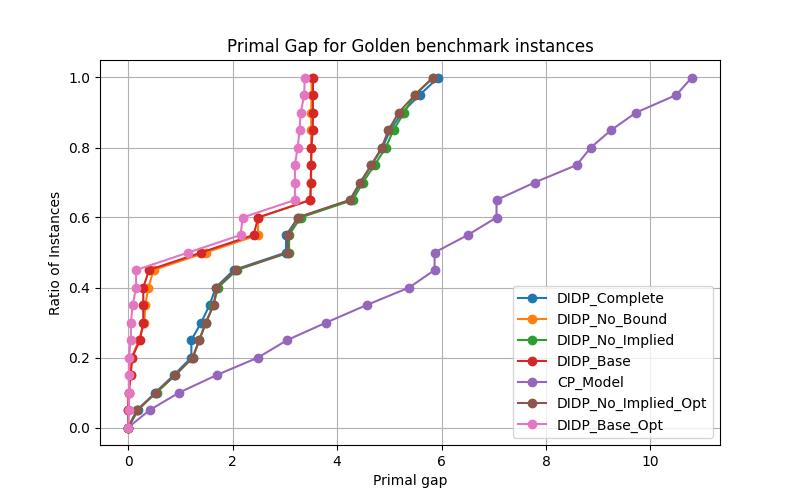 Primal Gap for Golden benchmark instances
1.0
0.8
0.6
0.4
0.2
0.0
Ratio of Instances
DIDP_Complete
DIDP_No_Bound
DIDP_No_Implied
DIDP_Base
CP_Model
DIDP_No_Implied_Opt
DIDP_Base_Opt
0 2 4 6 8 10
Primal gap